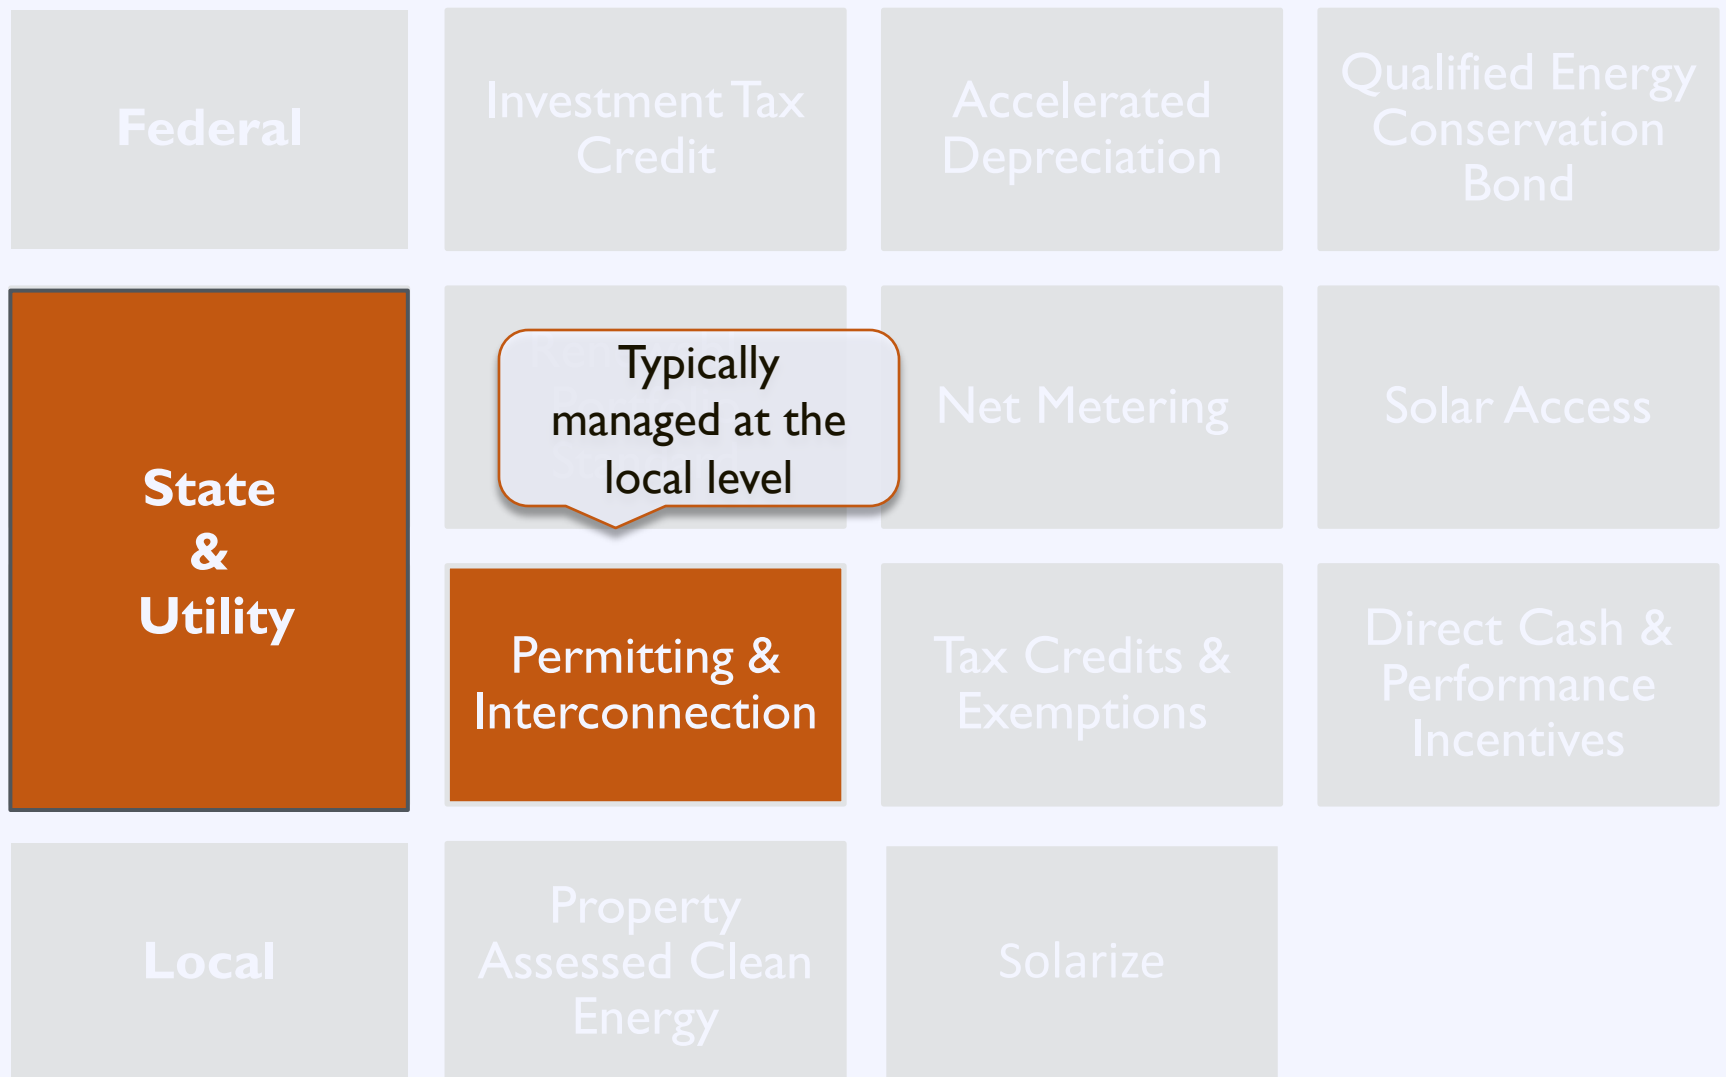 Federal
Investment Tax
Credit
Accelerated
Depreciation
Qualified Energy
Conservation
Bond
State
&
Utility
Typically
managed at the
local level
Net Metering
Solar Access
Permitting &
Interconnection
Tax Credits &
Exemptions
Direct Cash &
Performance
Incentives
Local
Property
Assessed Clean
Energy
Solarize